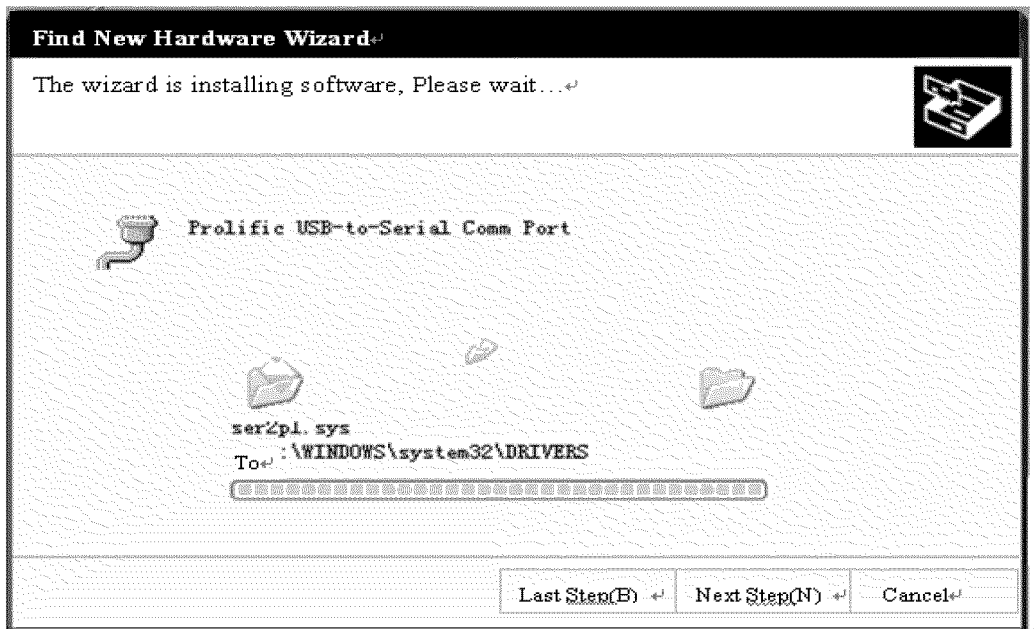 Find New Hardware Wizard
The wizard is installing software, Please wait...
Prolific USB-to-Serial Comm Port
ser2pl.sys
To :\WINDOWS\system32\DRIVERS
Last Step(B) Next Step(N) Cancel